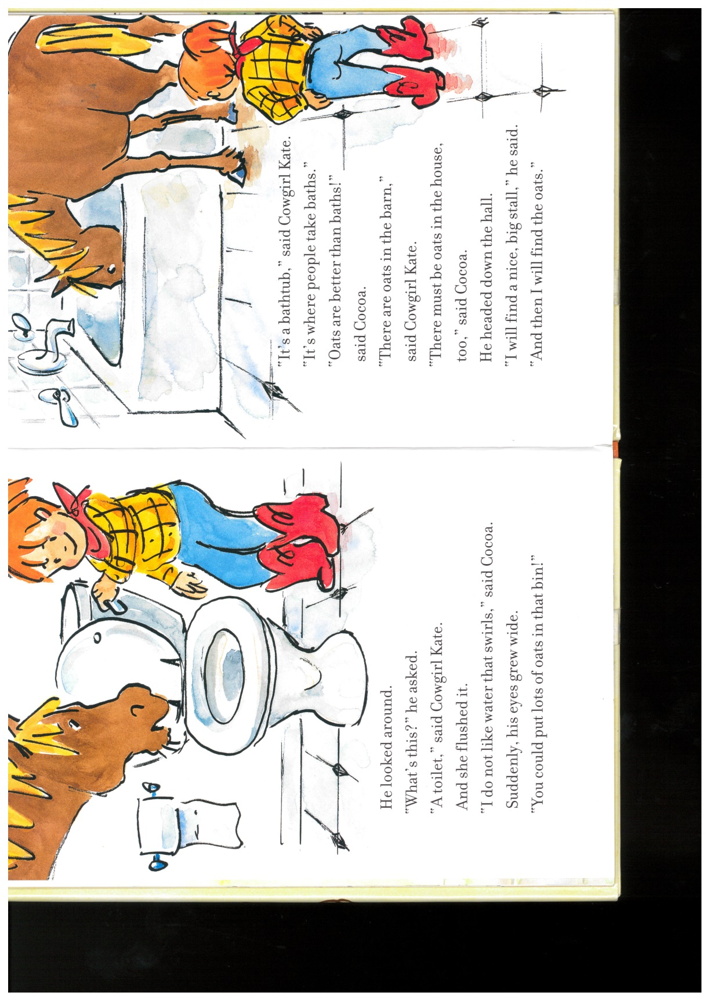 He looked around.
"What's this?" he asked.
"A toilet," said Cowgirl Kate.
And she flushed it.
"I do not like water that swirls," said Cocoa.
Suddenly, his eyes grew wide.
"You could put lots of oats in that bin!"
"It's a bathtub," said Cowgirl Kate.
"It's where people take baths."
"Oats are better than baths!"
said Cocoa.
"There are oats in the barn,"
said Cowgirl Kate.
"There must be oats in the house,
too," said Cocoa.
He headed down the hall.
"I will find a nice, big stall," he said.
"And then I will find the oats."